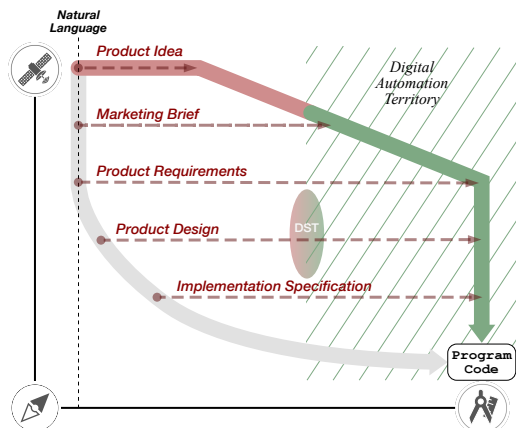 Natural
Language
Product Idea
Digital
Automation
Territory
Marketing Brief
Product Requirements
Product Design
DST
Implementation Specification
Program
Code